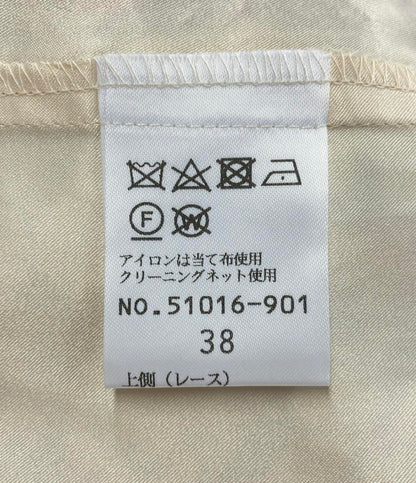 F W
アイロンは当て布使用
クリーニングネット使用
NO.51016-901
38
上側（レース）